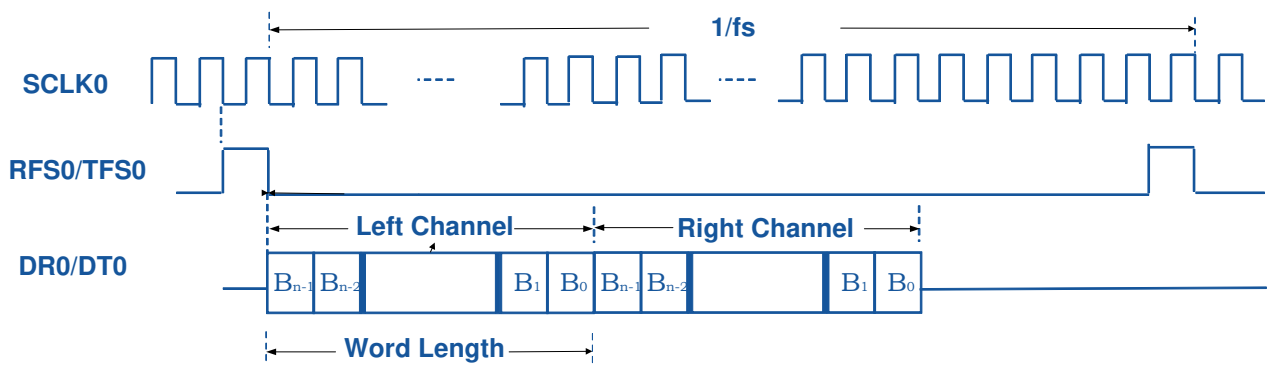 1/fs
SCLK0
RFS0/TFS0
Left Channel
Right Channel
DR0/DT0
Bn-1 Bn-2 B1 B0 Bn-1 Bn-2 B1 B0
Word Length